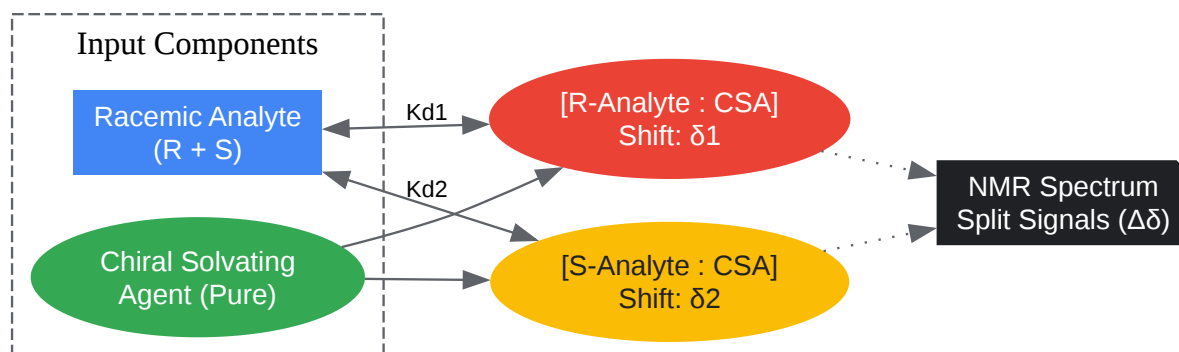 Input Components
Racemic Analyte
(R + S)
Chiral Solvating
Agent (Pure)
Kd1
Kd2
[R-Analyte : CSA]
Shift: δ1
[S-Analyte : CSA]
Shift: δ2
NMR Spectrum
Split Signals (Δδ)